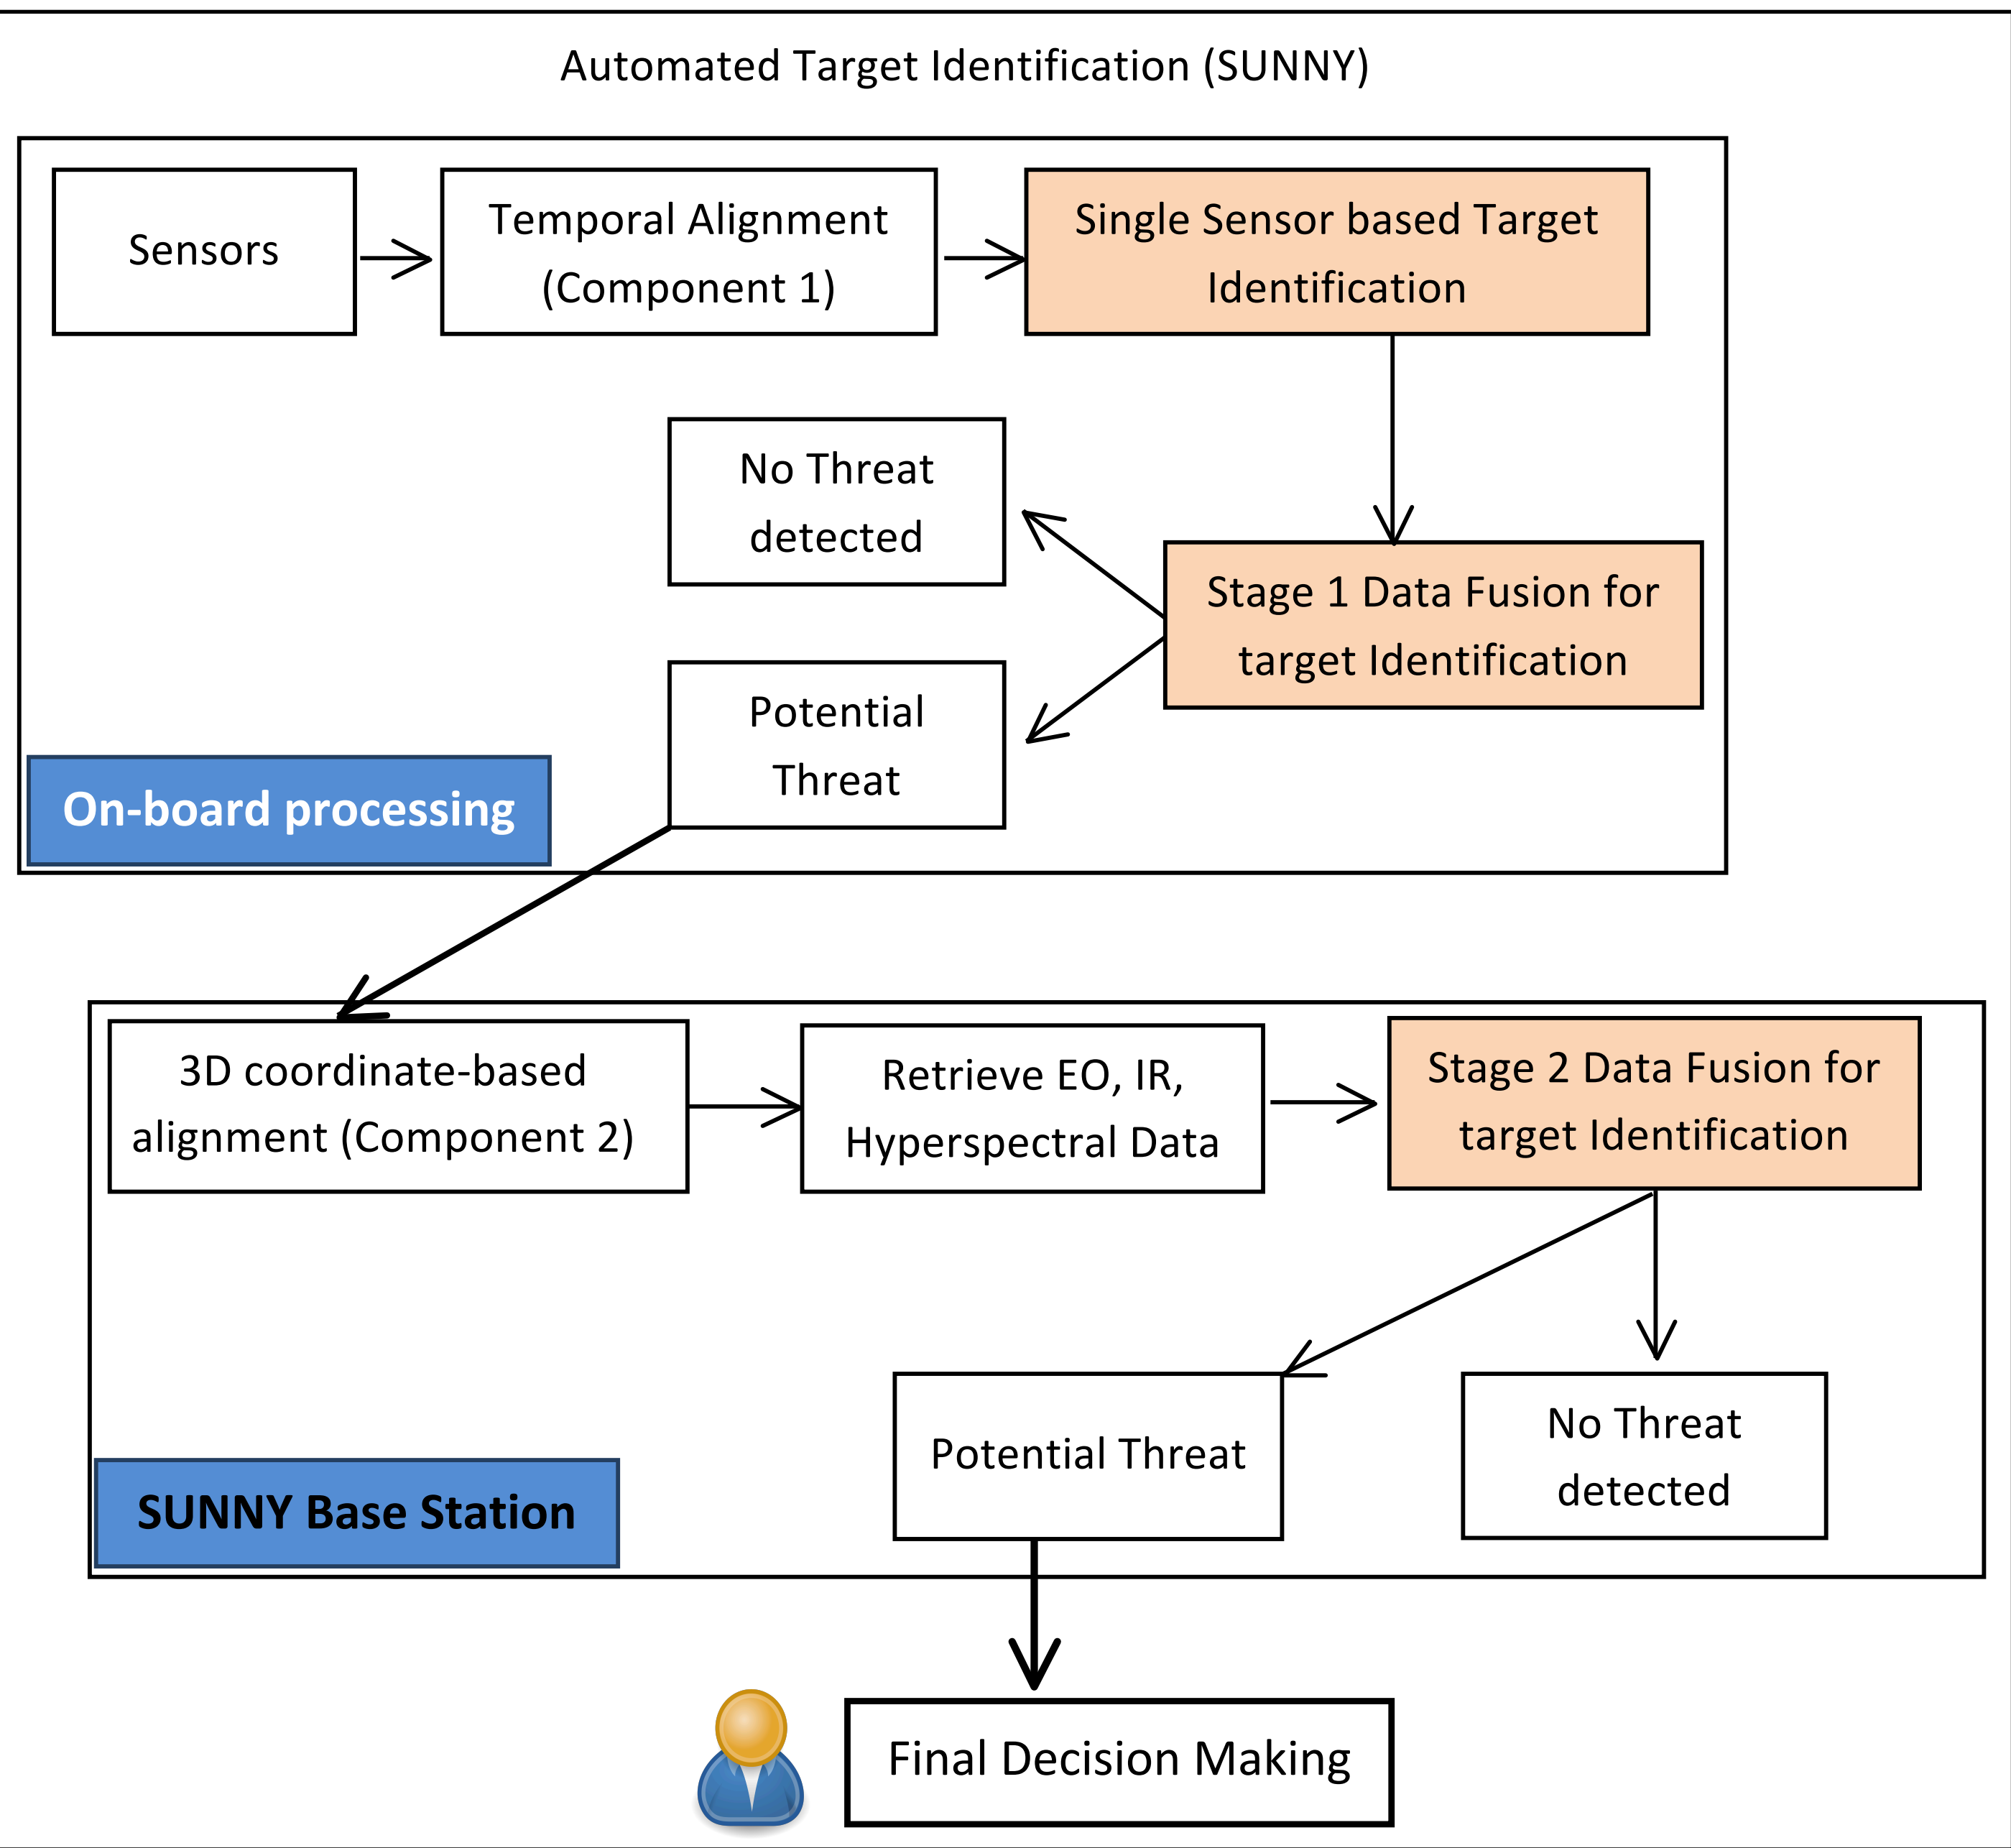 Automated Target Identification (SUNNY)
Sensors
Temporal Alignment
(Component 1)
Single Sensor based Target
Identification
No Threat
detected
Stage 1 Data Fusion for
target Identification
Potential
Threat
On-board processing
3D coordinate-based
alignment (Component 2)
Retrieve EO, IR,
Hyperspectral Data
Stage 2 Data Fusion for
target Identification
Potential Threat
No Threat
detected
SUNNY Base Station
Final Decision Making